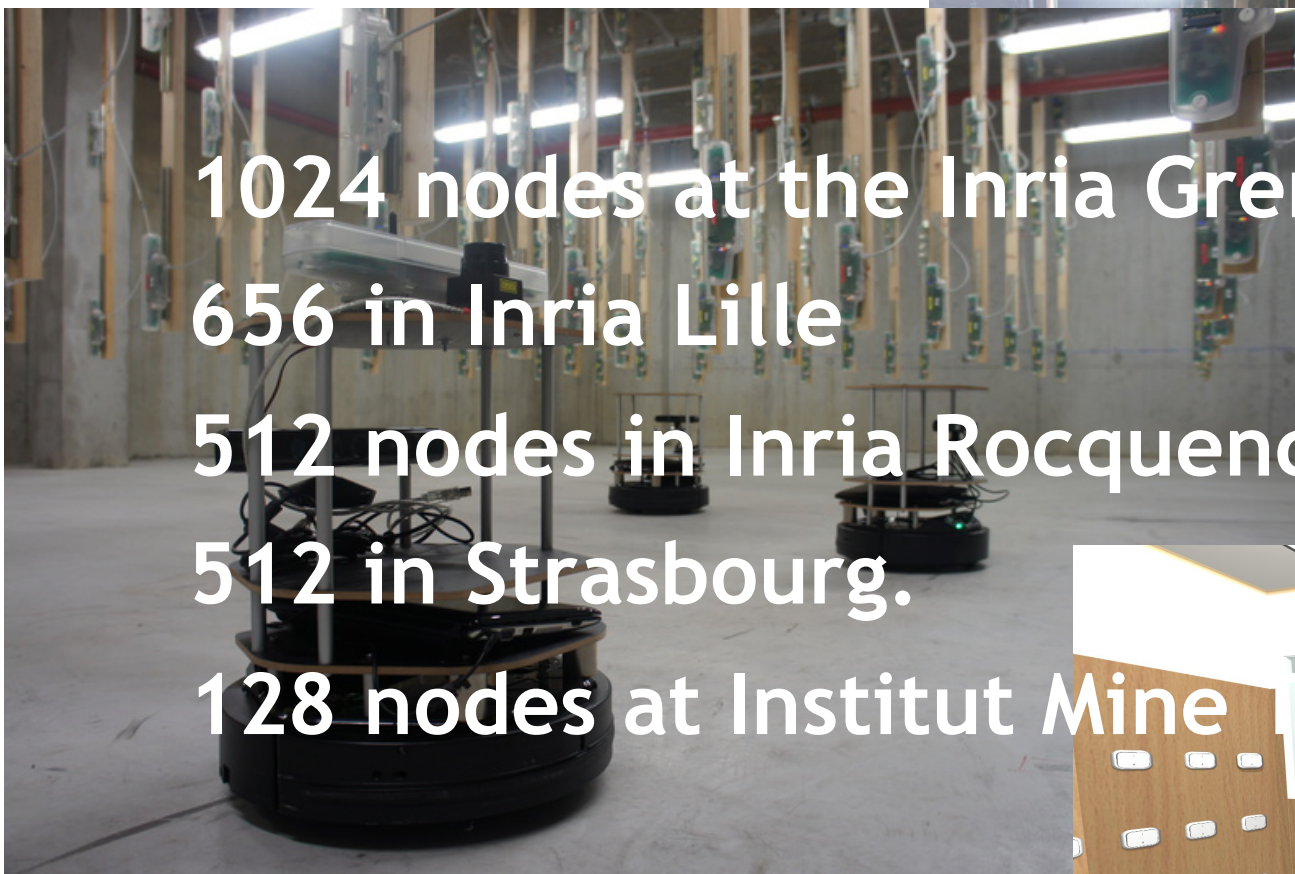 1024 nodes at the Inria Gre
656 in Inria Lille
512 nodes in Inria Rocquen
512 in Strasbourg.
128 nodes at Institut Mine